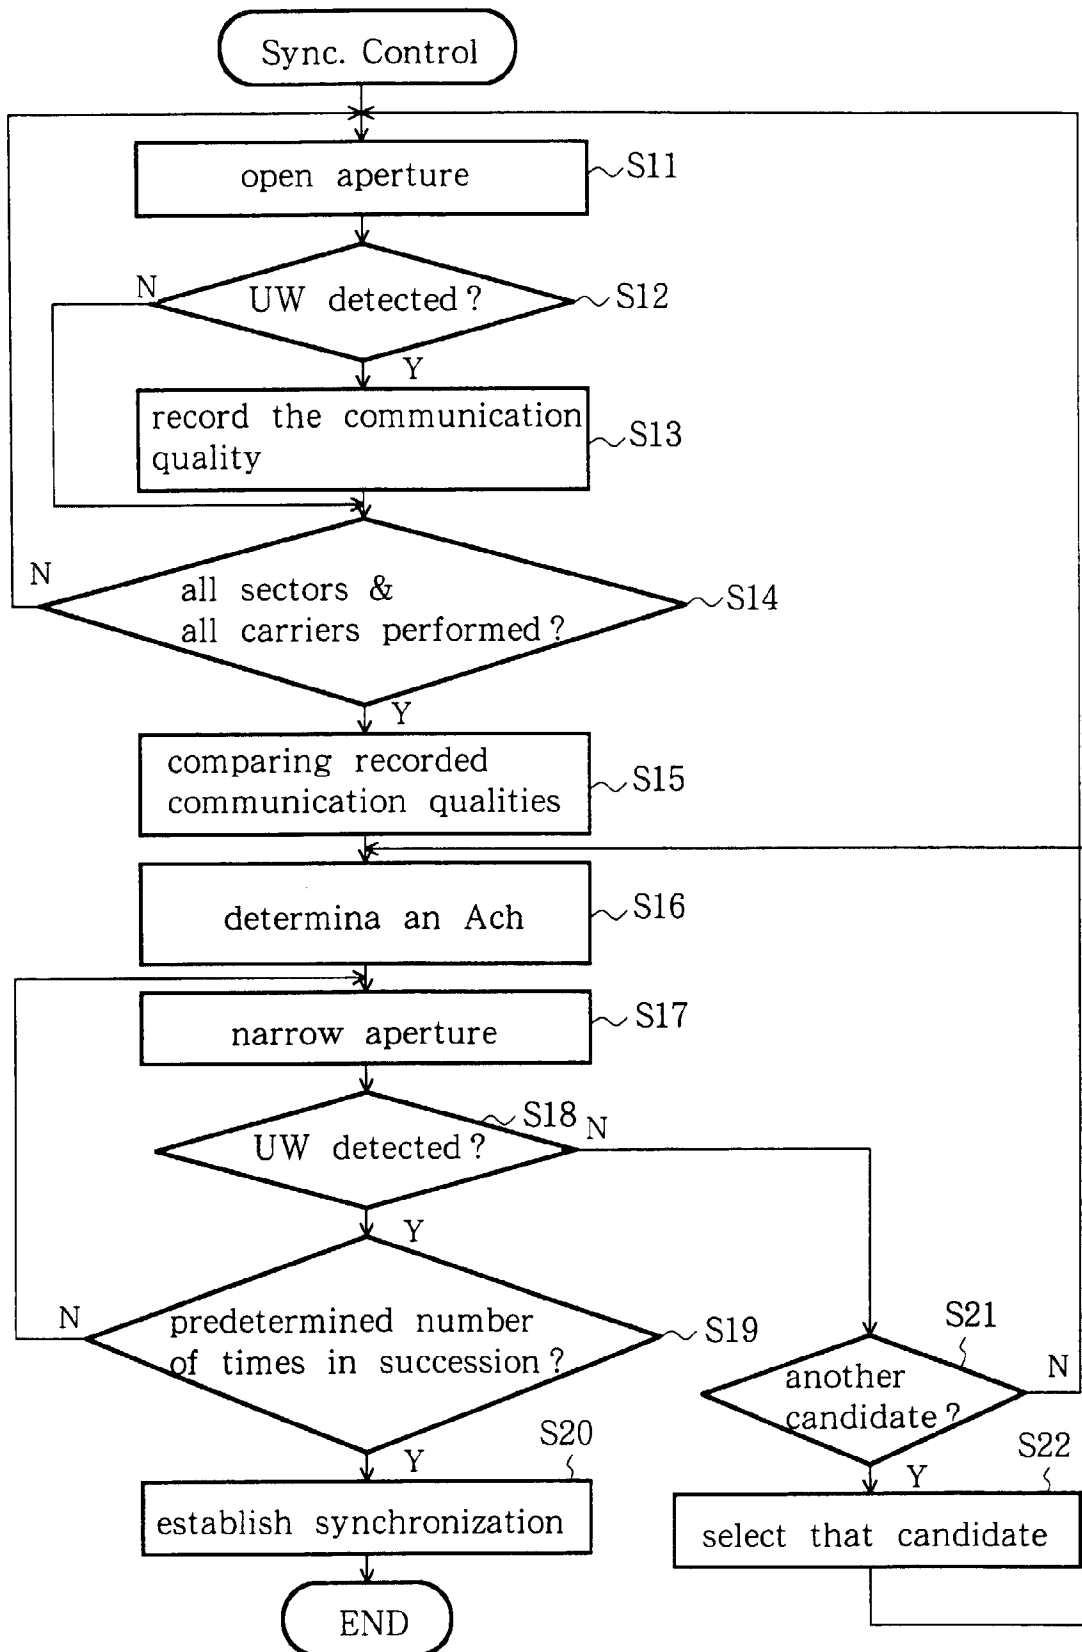 Sync. Control
open aperture
S11
N
UW detected?
S12
Y
record the communication
quality
S13
N
all sectors &
all carriers performed?
S14
Y
comparing recorded
communication qualities
S15
determina an Ach
S16
narrow aperture
S17
S18
UW detected?
N
Y
N
predetermined number
of times in succession?
S19
S21
another
candidate?
N
Y
S20
establish synchronization
Y
S22
select that candidate
END